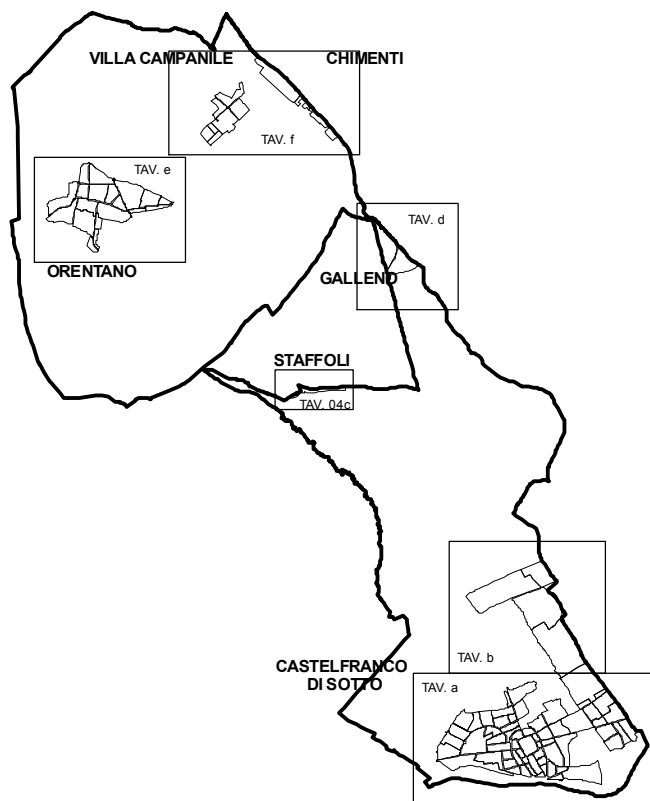 VILLA CAMPANILE
CHIMENTI
TAV. f
TAV. e
ORENTANO
TAV. d
GALLENO
STAFFOLI
TAV. 04c
TAV. b
CASTELFRANCO
DI SOTTO
TAV. a